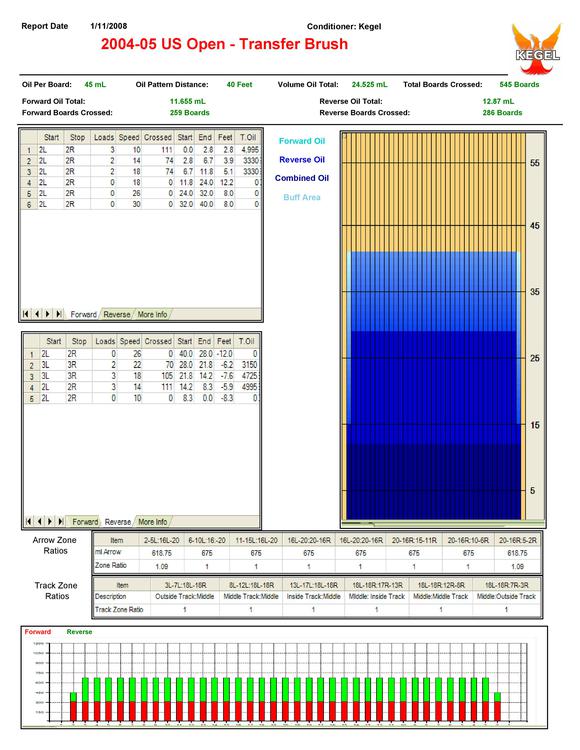 Report Date 1/11/2008 Conditioner: Kegel
2004-05 US Open - Transfer Brush
KEGEL
Oil Per Board: 45 mL Oil Pattern Distance: 40 Feet Volume Oil Total: 24.525 mL Total Boards Crossed: 545 Boards
Forward Oil Total: 11.655 mL Reverse Oil Total: 12.87 mL
Forward Boards Crossed: 259 Boards Reverse Boards Crossed: 286 Boards
Start Stop Loads Speed Crossed Start End Feet T.Oil
1 2L 2R 3 10 111 0.0 2.8 2.8 4,995
2 2L 2R 2 14 74 2.8 6.7 3.9 3330
3 2L 2R 2 18 74 6.7 11.8 5.1 3330
4 2L 2R 0 18 0 11.8 24.0 12.2 0
5 2L 2R 0 26 0 24.0 32.0 8.0 0
6 2L 2R 0 30 0 32.0 40.0 8.0 0
Forward Reverse More Info
Forward Oil
Reverse Oil
Combined Oil
Buff Area
55
45
35
25
15
5
Start Stop Loads Speed Crossed Start End Feet T.Oil
1 2L 2R 0 26 0 40.0 28.0 -12.0 0
2 3L 3R 2 22 70 28.0 21.8 -6.2 3150
3 3L 3R 3 18 105 21.8 14.2 -7.6 4725
4 2L 2R 3 14 111 14.2 8.3 -5.9 4995
5 2L 2R 0 10 0 8.3 0.0 -8.3 0
Forward Reverse More Info
Arrow Zone Ratios
Item 2-5L:16L-20 6-10L:16-20 11-15L:16-20 16L-20:20-16R 16L-20:20-16R 20-16R:15-11R 20-16R:10-6R 20-16R:5-2R
ml Arrow 618.75 675 675 675 675 675 675 618.75
Zone Ratio 1.09 1 1 1 1 1 1 1.09
Track Zone Ratios
Item 3L-7L:18L-18R 8L-12L:18L-18R 13L-17L:18L-18R 18L-18R:17R-13R 18L-18R:12R-8R 18L-18R:7R-3R
Description Outside Track:Middle Middle Track:Middle Inside Track:Middle Middle: Inside Track Middle:Middle Track Middle:Outside Track
Track Zone Ratio 1 1 1 1 1 1
Forward Reverse